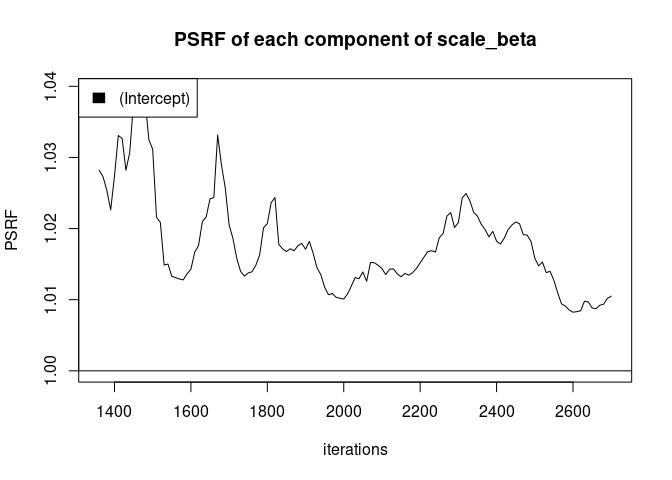 PSRF of each component of scale_beta
(Intercept)
PSRF
1.04
1.03
1.02
1.01
1.00
1400 1600 1800 2000 2200 2400 2600
iterations